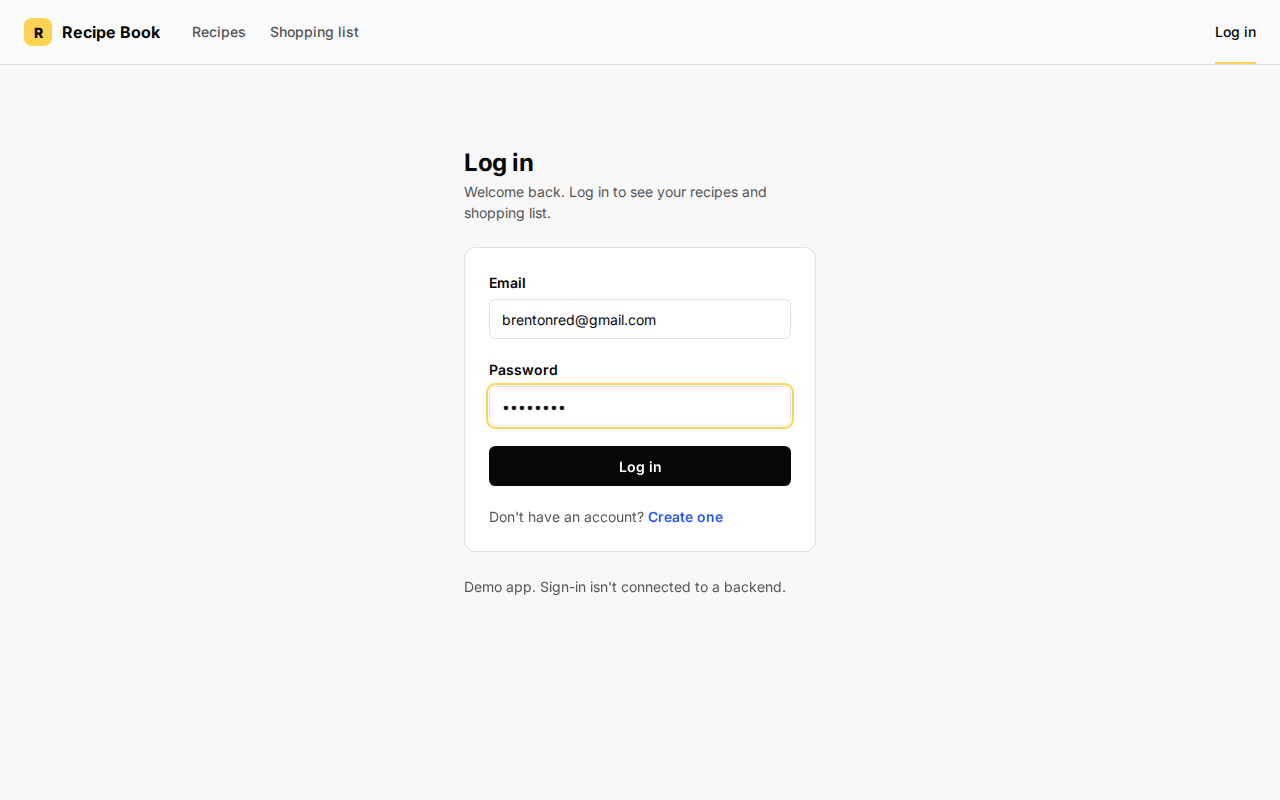 R
Recipe Book
Recipes
Shopping list
Log in
Log in
Welcome back. Log in to see your recipes and
shopping list.
Email
brentonred@gmail.com
Password
••••••••
Log in
Don't have an account? Create one
Demo app. Sign-in isn't connected to a backend.